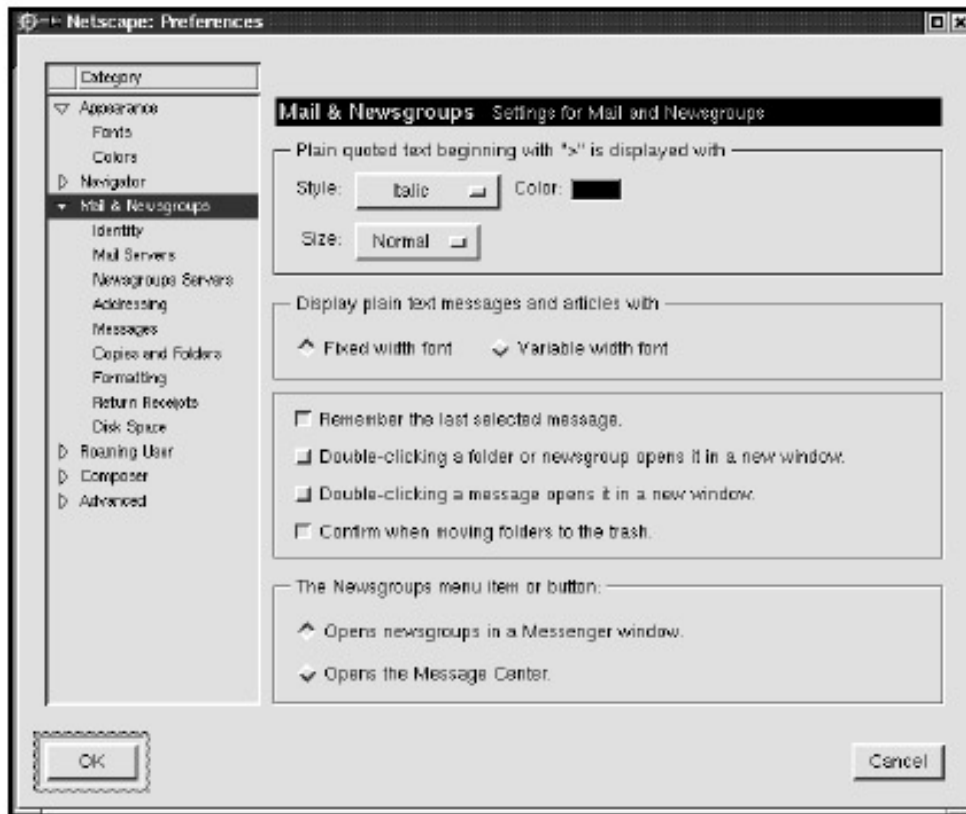 Netscape: Preferences
Category
Appearance
Fonts
Colors
Navigator
Mail & Newsgroups
Identity
Mail Servers
Newsgroups Servers
Addressing
Messages
Copies and Folders
Formatting
Return Receipts
Disk Space
Roaming User
Composer
Advanced
Mail & Newsgroups Settings for Mail and Newsgroups
Plain quoted text beginning with ">" is displayed with
Style: Italic Color:
Size: Normal
Display plain text messages and articles with
Fixed width font Variable width font
Remember the last selected message.
Double-clicking a folder or newsgroup opens it in a new window.
Double-clicking a message opens it in a new window.
Confirm when moving folders to the trash.
The Newsgroups menu item or button:
Opens newsgroups in a Messenger window.
Opens the Message Center.
OK Cancel